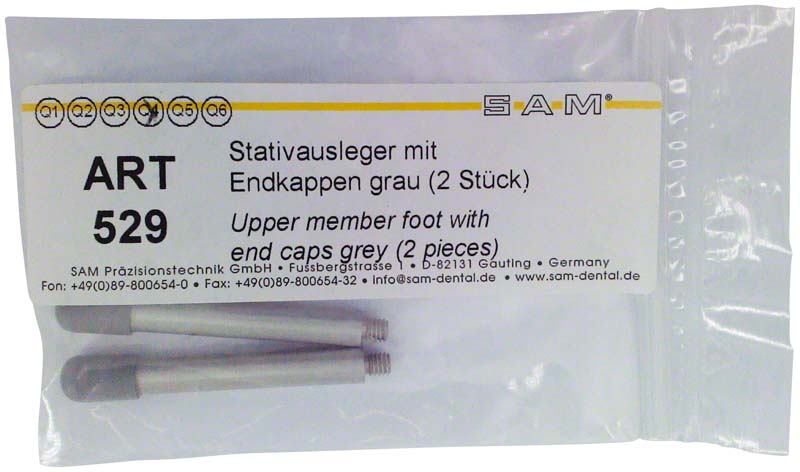 Q1 Q2 Q3 Q4 Q5 Q6 SAM®
ART 529
Stativausleger mit
Endkappen grau (2 Stück)
Upper member foot with
end caps grey (2 pieces)
SAM Präzisionstechnik GmbH • Fussbergstrasse 1 • D-82131 Gauting • Germany
Fon: +49(0)89-800654-0 • Fax: +49(0)89-800654-32 • info@sam-dental.de • www.sam-dental.de